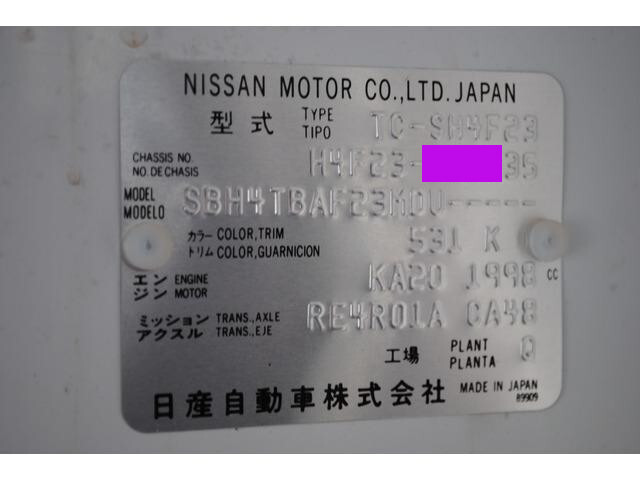 NISSAN MOTOR CO.,LTD. JAPAN
型式 TYPE TIPO TC-SH4F23
CHASSIS NO. NO. DE CHASIS H4F23- 35
MODEL MODELO SBH4TBAF23MDU-----
カラー COLOR,TRIM
トリム COLOR,GUARNICION 531 K
エンジン ENGINE MOTOR KA20 1998 CC
ミッション TRANS.,AXLE
アクスル TRANS.,EJE RE4R01A CA48
工場 PLANT PLANTA Q
日産自動車株式会社 MADE IN JAPAN
89909